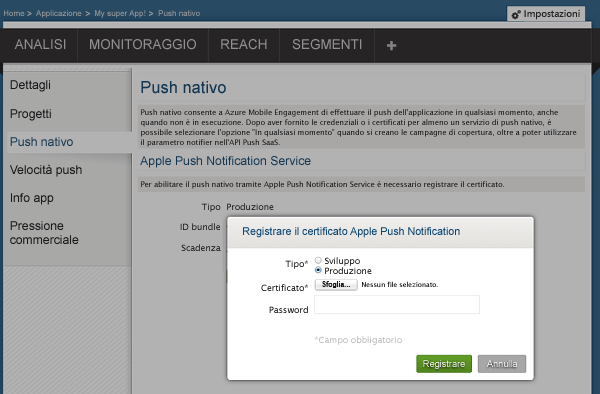 Home > Applicazione > My super App! > Push nativo
Impostazioni
ANALISI MONITORAGGIO REACH SEGMENTI +
Dettagli
Progetti
Push nativo
Velocità push
Info app
Pressione
commerciale
Push nativo
Push nativo consente a Azure Mobile Engagement di effettuare il push dell'applicazione in qualsiasi momento, anche
quando non è in esecuzione. Dopo aver fornito le credenziali o i certificati per almeno un servizio di push nativo, è
possibile selezionare l'opzione "In qualsiasi momento" quando si creano le campagne di copertura, oltre a poter utilizzare
il parametro notifier nell'API Push SaaS.
Apple Push Notification Service
Per abilitare il push nativo tramite Apple Push Notification Service è necessario registrare il certificato.
Tipo Produzione
ID bundle
Scadenza
Registrare il certificato Apple Push Notification
Tipo* Sviluppo
Produzione
Certificato* Sfoglia... Nessun file selezionato.
Password
*Campo obbligatorio
Registrare Annulla